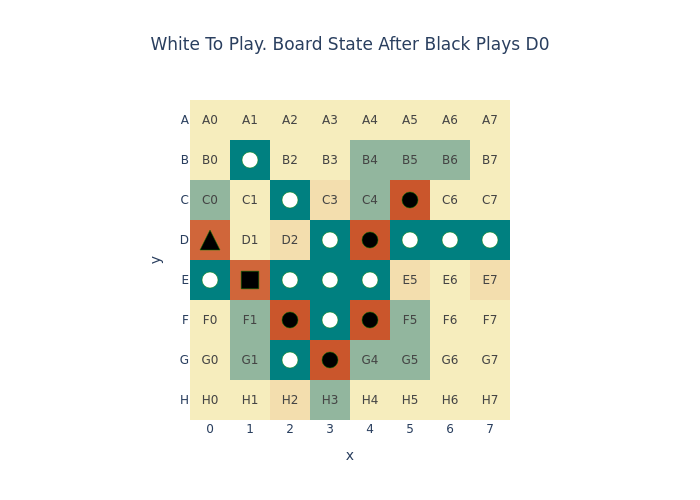 White To Play. Board State After Black Plays D0
A A0 A1 A2 A3 A4 A5 A6 A7
B B0 B2 B3 B4 B5 B6 B7
C C0 C1 C3 C4 C6 C7
D D1 D2
E E5 E6 E7
F F0 F1 F5 F6 F7
G G0 G1 G4 G5 G6 G7
H H0 H1 H2 H3 H4 H5 H6 H7
0 1 2 3 4 5 6 7
x
y